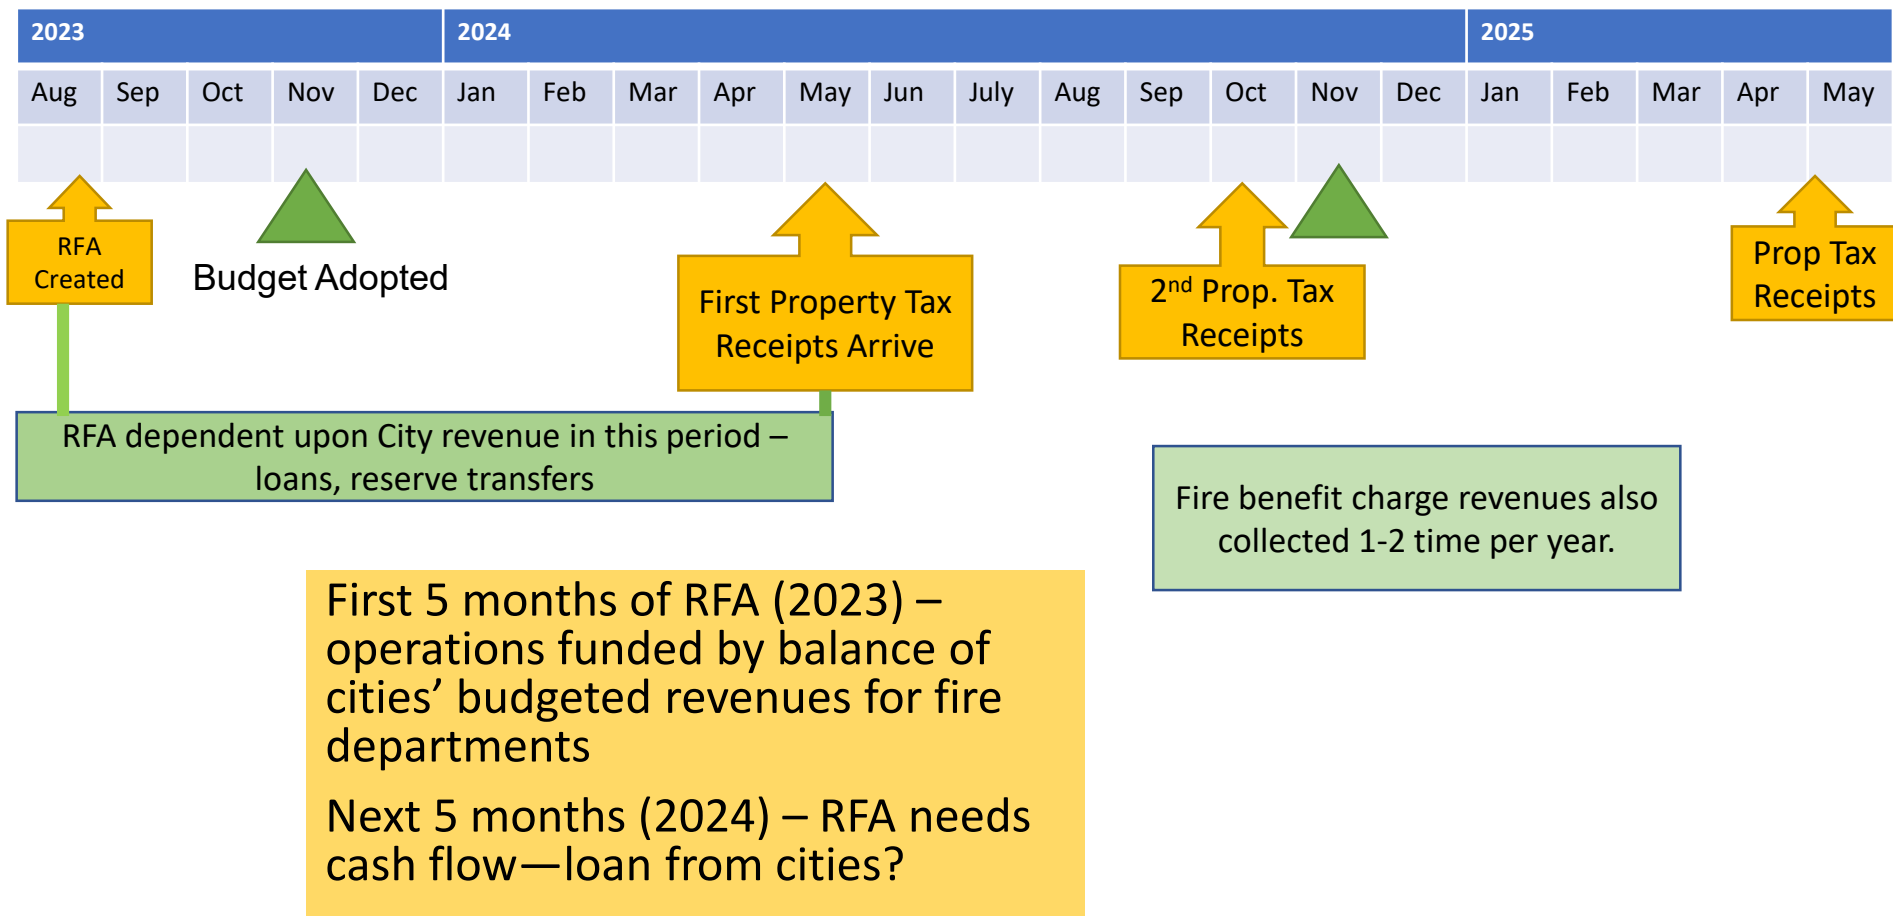 2023 2024 2025
Aug Sep Oct Nov Dec Jan Feb Mar Apr May Jun July Aug Sep Oct Nov Dec Jan Feb Mar Apr May
RFA
Created
Budget Adopted
First Property Tax
Receipts Arrive
2nd Prop. Tax
Receipts
Prop Tax
Receipts
RFA dependent upon City revenue in this period –
loans, reserve transfers
Fire benefit charge revenues also
collected 1-2 time per year.
First 5 months of RFA (2023) –
operations funded by balance of
cities’ budgeted revenues for fire
departments
Next 5 months (2024) – RFA needs
cash flow—loan from cities?